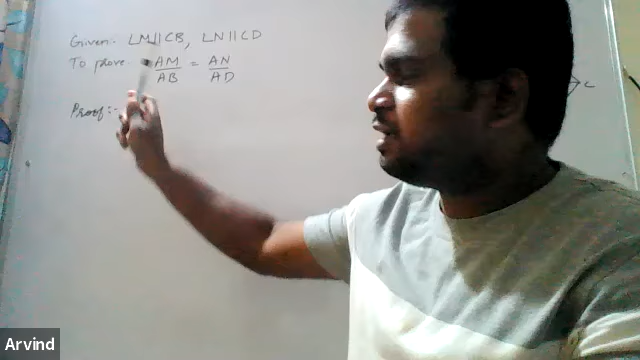 Given:- LM||CB, LN||CD
To prove AM/AB = AN/AD
Proof:-
C
Arvind